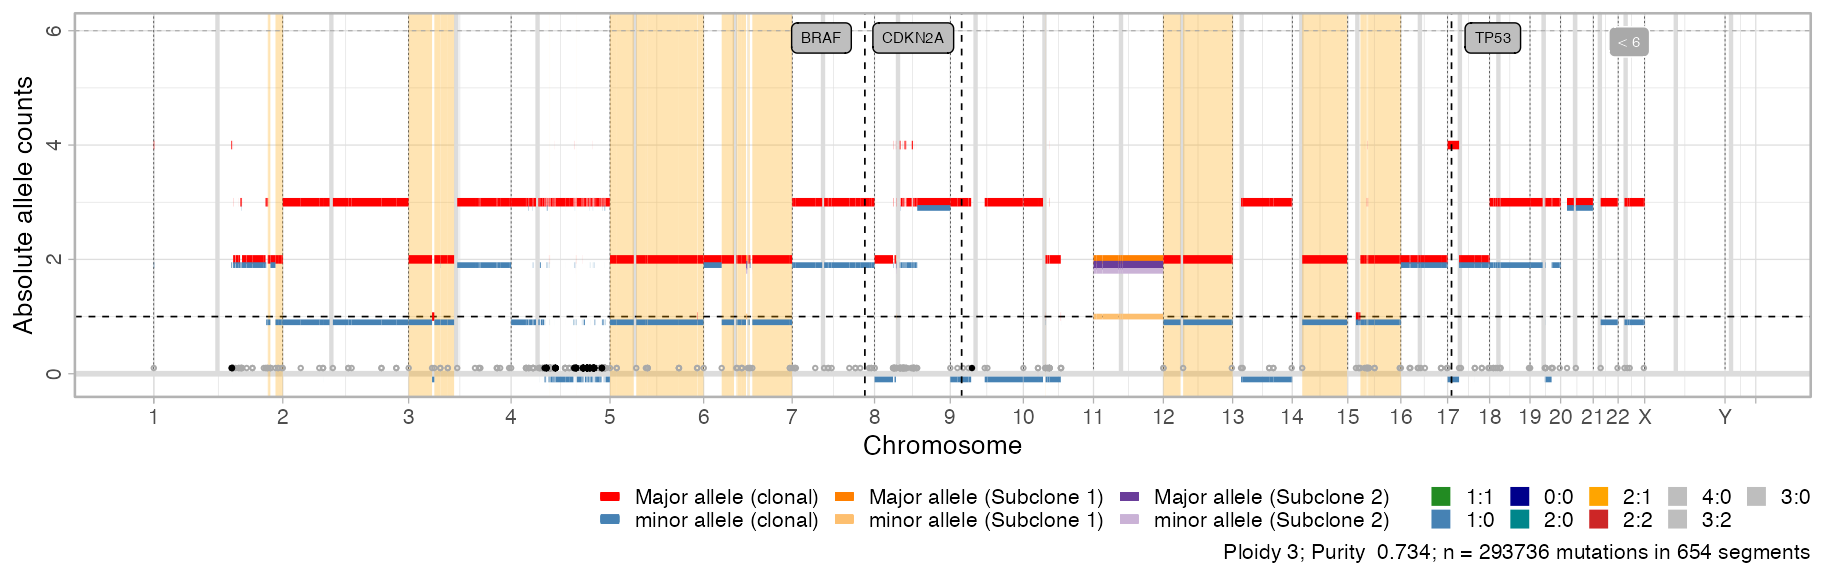 BRAF CDKN2A TP53 < 6
6
4
2
0
Absolute allele counts
1 2 3 4 5 6 7 8 9 10 11 12 13 14 15 16 17 18 19 20 21 22 X Y
Chromosome
Major allele (clonal) Major allele (Subclone 1) Major allele (Subclone 2) 1:1 0:0 2:1 4:0 3:0
minor allele (clonal) minor allele (Subclone 1) minor allele (Subclone 2) 1:0 2:0 2:2 3:2
Ploidy 3; Purity 0.734; n = 293736 mutations in 654 segments